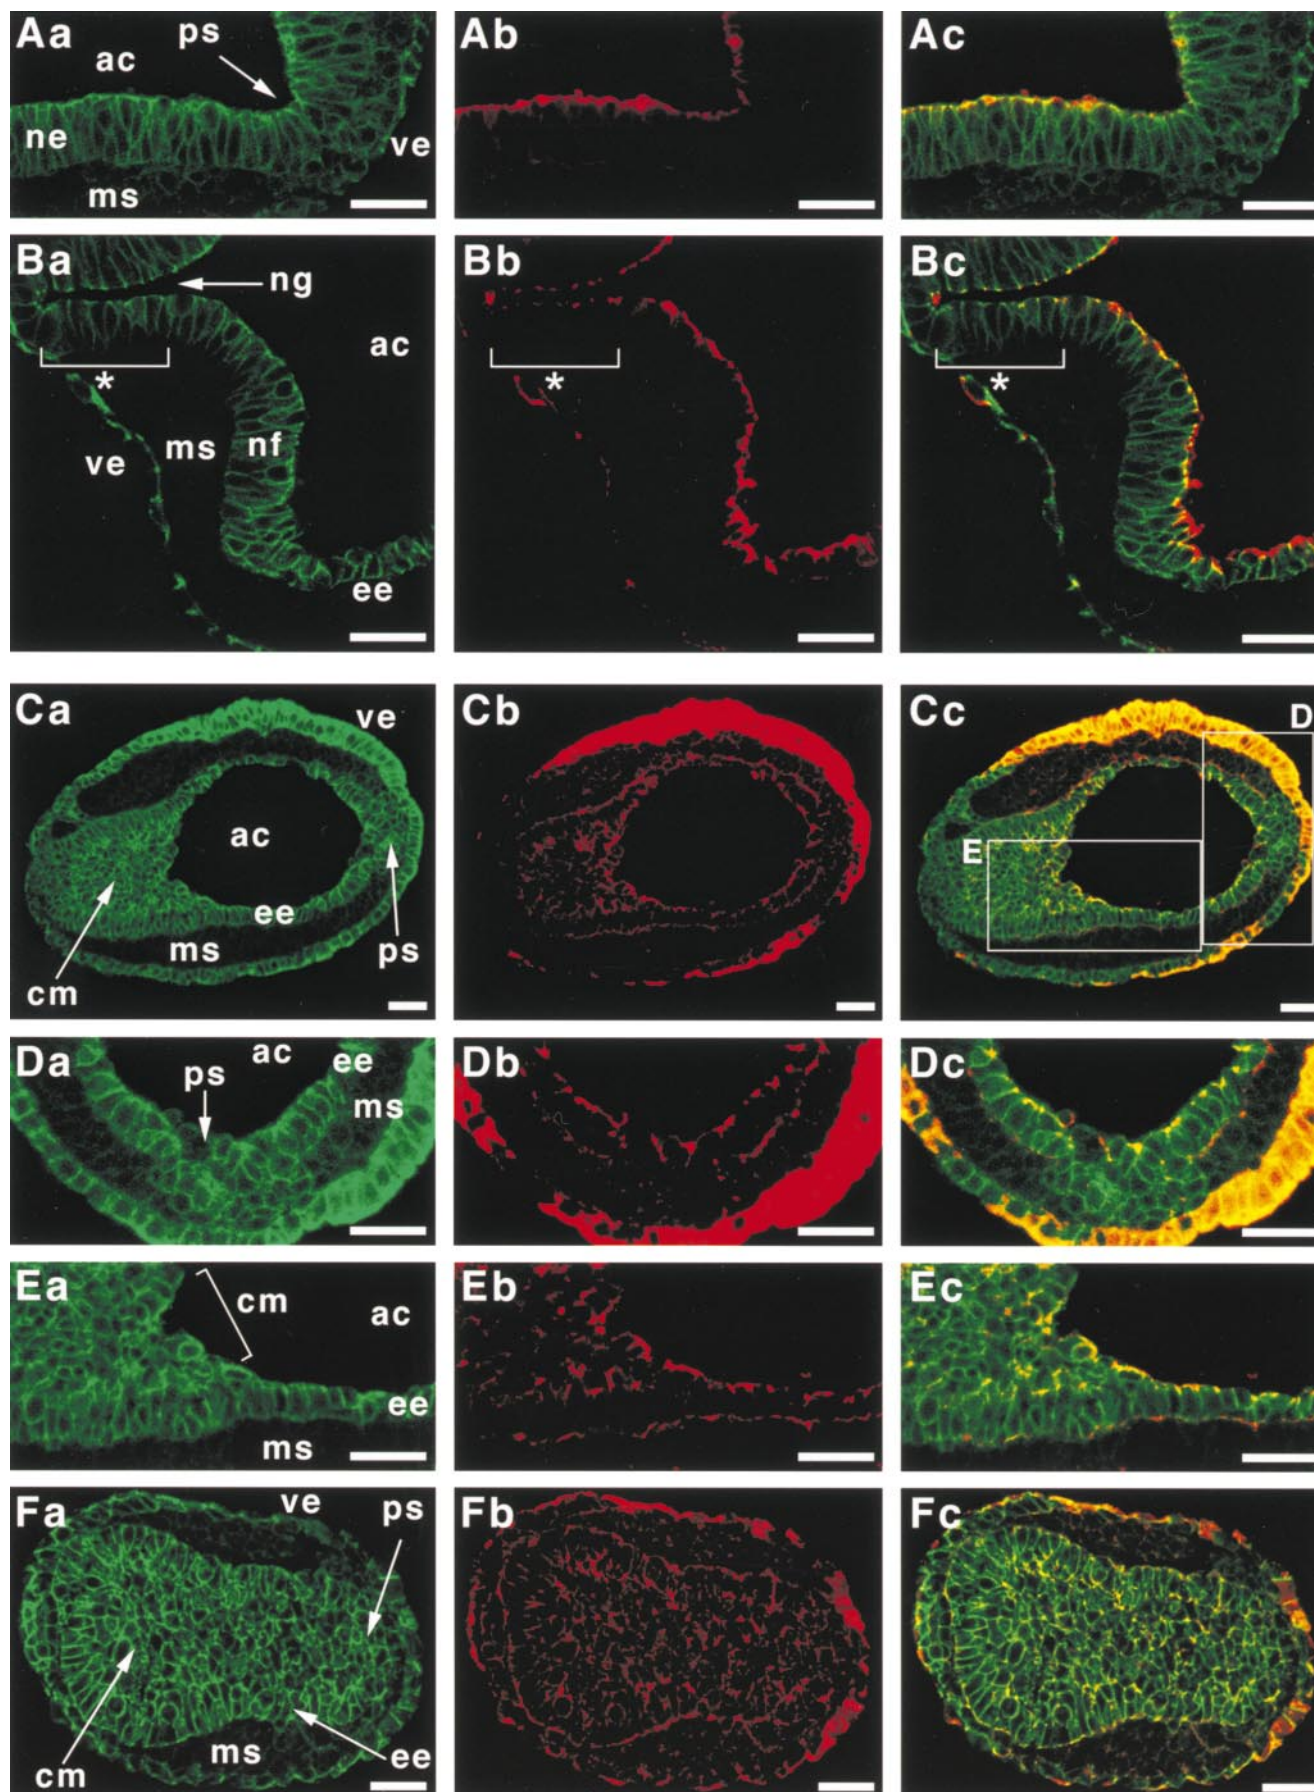 Aa ps Ab Ac
ac
ne ve
ms
Ba ng Bb Bc
ac
* * *
ve ms nf
ee
Ca ve Cb Cc D
ac E
ee
ms ps
cm
Da ac ee Db Dc
ps ms
Ea cm ac Eb Ec
ee
ms
Fa ve ps Fb Fc
ms ee
cm